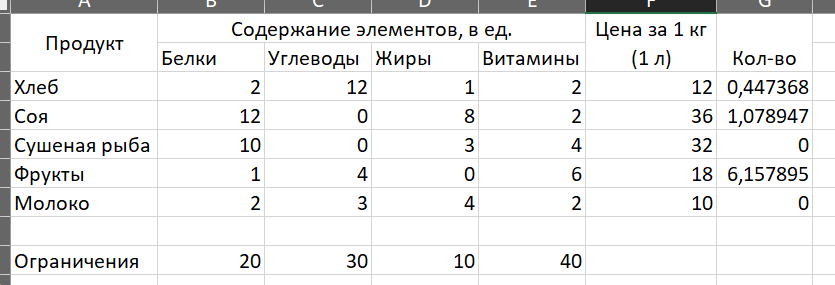 A B C D E F G
Продукт Содержание элементов, в ед. Цена за 1 кг (1 л) Кол-во
Белки Углеводы Жиры Витамины
Хлеб 2 12 1 2 12 0,447368
Соя 12 0 8 2 36 1,078947
Сушеная рыба 10 0 3 4 32 0
Фрукты 1 4 0 6 18 6,157895
Молоко 2 3 4 2 10 0
Ограничения 20 30 10 40